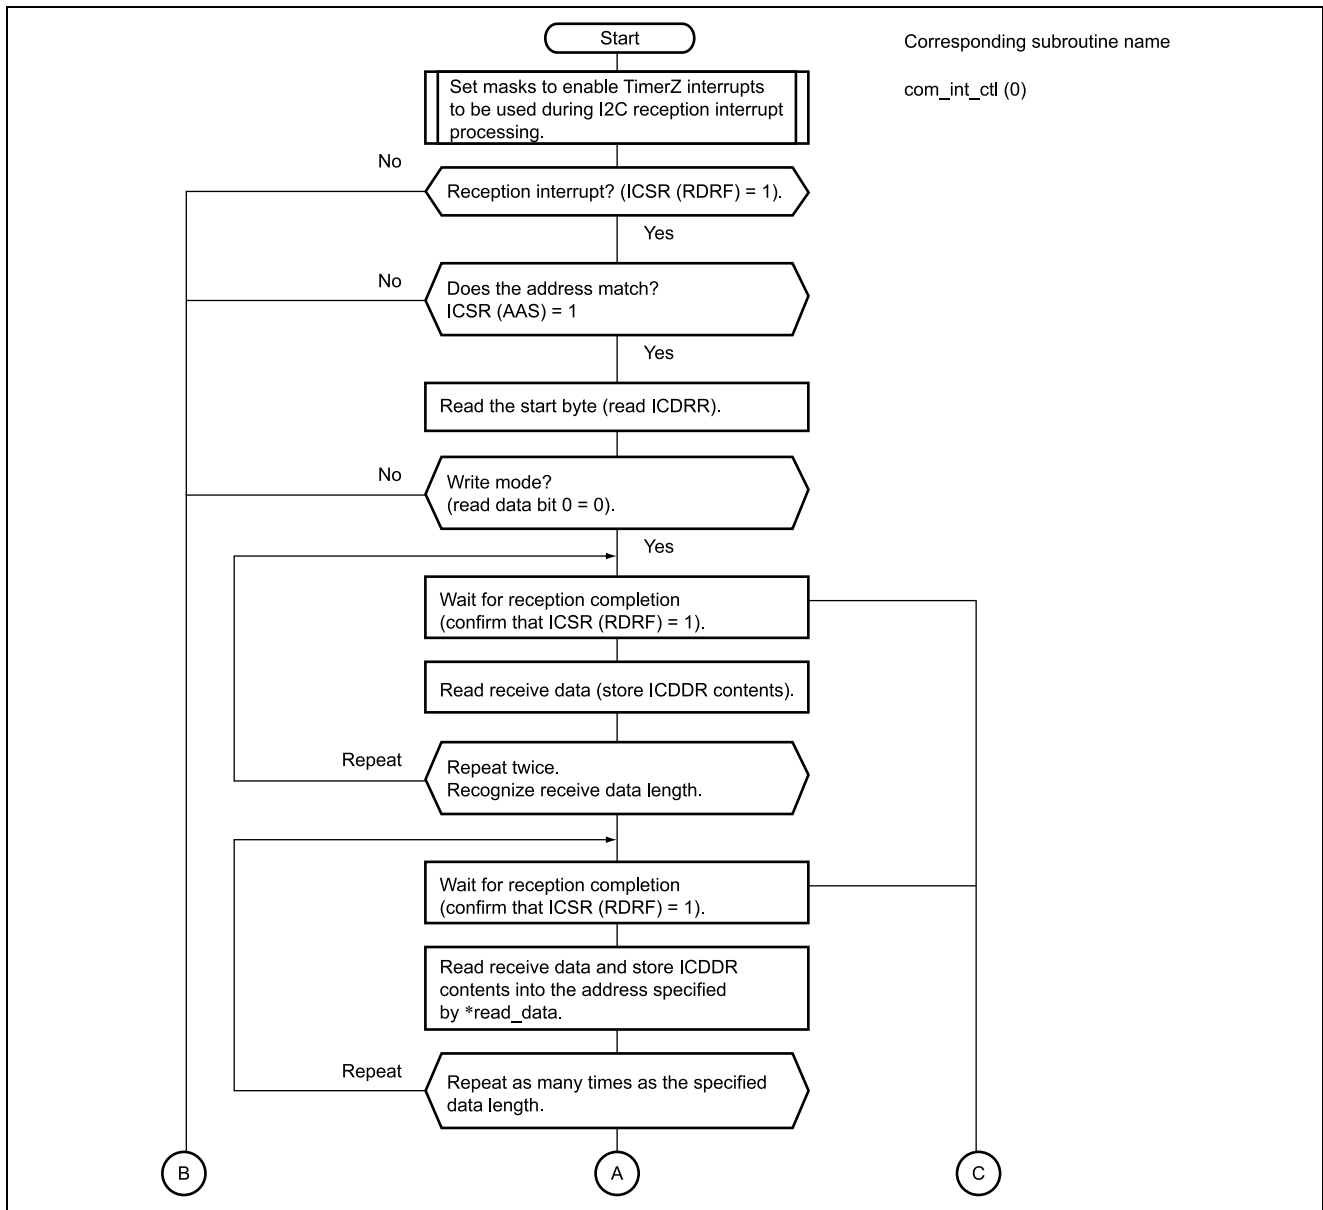 Start
Corresponding subroutine name
Set masks to enable TimerZ interrupts
to be used during I2C reception interrupt
processing.
com_int_ctl (0)
No
Reception interrupt? (ICSR (RDRF) = 1).
Yes
No
Does the address match?
ICSR (AAS) = 1
Yes
Read the start byte (read ICDRR).
No
Write mode?
(read data bit 0 = 0).
Yes
Wait for reception completion
(confirm that ICSR (RDRF) = 1).
Read receive data (store ICDDR contents).
Repeat
Repeat twice.
Recognize receive data length.
Wait for reception completion
(confirm that ICSR (RDRF) = 1).
Read receive data and store ICDDR
contents into the address specified
by *read_data.
Repeat
Repeat as many times as the specified
data length.
B
A
C